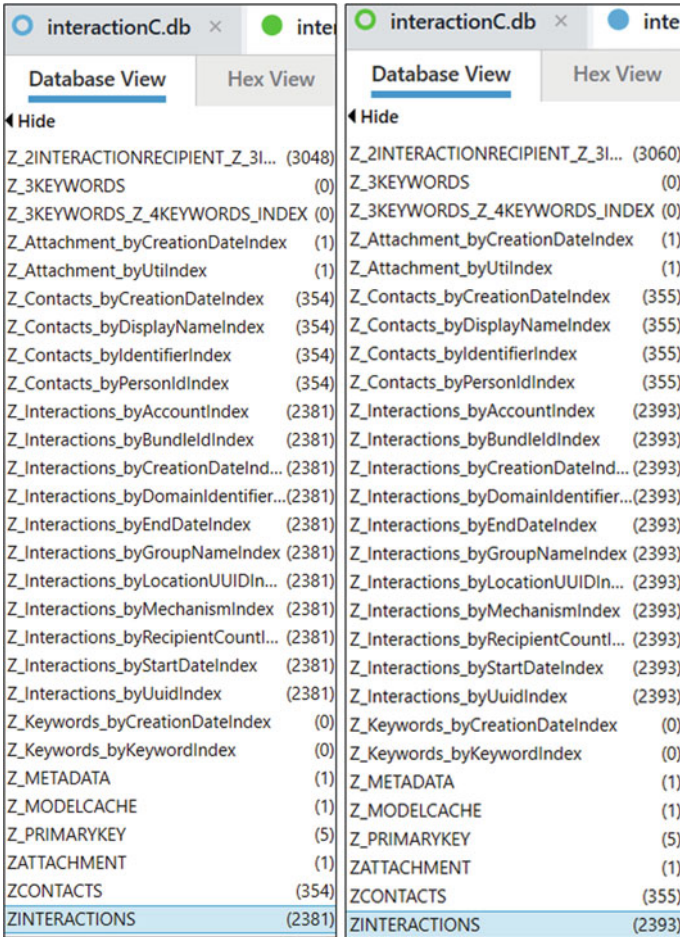 interactionC.db × inter
Database View Hex View
Hide
Z_2INTERACTIONRECIPIENT_Z_3I... (3048)
Z_3KEYWORDS (0)
Z_3KEYWORDS_Z_4KEYWORDS_INDEX (0)
Z_Attachment_byCreationDateIndex (1)
Z_Attachment_byUtiIndex (1)
Z_Contacts_byCreationDateIndex (354)
Z_Contacts_byDisplayNameIndex (354)
Z_Contacts_byIdentifierIndex (354)
Z_Contacts_byPersonIdIndex (354)
Z_Interactions_byAccountIndex (2381)
Z_Interactions_byBundleIdIndex (2381)
Z_Interactions_byCreationDateInd... (2381)
Z_Interactions_byDomainIdentifier...(2381)
Z_Interactions_byEndDateIndex (2381)
Z_Interactions_byGroupNameIndex (2381)
Z_Interactions_byLocationUUIDIn... (2381)
Z_Interactions_byMechanismIndex (2381)
Z_Interactions_byRecipientCountI... (2381)
Z_Interactions_byStartDateIndex (2381)
Z_Interactions_byUuidIndex (2381)
Z_Keywords_byCreationDateIndex (0)
Z_Keywords_byKeywordIndex (0)
Z_METADATA (1)
Z_MODELCACHE (1)
Z_PRIMARYKEY (5)
ZATTACHMENT (1)
ZCONTACTS (354)
ZINTERACTIONS (2381)
interactionC.db × inte
Database View Hex View
Hide
Z_2INTERACTIONRECIPIENT_Z_3I... (3060)
Z_3KEYWORDS (0)
Z_3KEYWORDS_Z_4KEYWORDS_INDEX (0)
Z_Attachment_byCreationDateIndex (1)
Z_Attachment_byUtiIndex (1)
Z_Contacts_byCreationDateIndex (355)
Z_Contacts_byDisplayNameIndex (355)
Z_Contacts_byIdentifierIndex (355)
Z_Contacts_byPersonIdIndex (355)
Z_Interactions_byAccountIndex (2393)
Z_Interactions_byBundleIdIndex (2393)
Z_Interactions_byCreationDateInd... (2393)
Z_Interactions_byDomainIdentifier...(2393)
Z_Interactions_byEndDateIndex (2393)
Z_Interactions_byGroupNameIndex (2393)
Z_Interactions_byLocationUUIDIn... (2393)
Z_Interactions_byMechanismIndex (2393)
Z_Interactions_byRecipientCountI... (2393)
Z_Interactions_byStartDateIndex (2393)
Z_Interactions_byUuidIndex (2393)
Z_Keywords_byCreationDateIndex (0)
Z_Keywords_byKeywordIndex (0)
Z_METADATA (1)
Z_MODELCACHE (1)
Z_PRIMARYKEY (5)
ZATTACHMENT (1)
ZCONTACTS (355)
ZINTERACTIONS (2393)